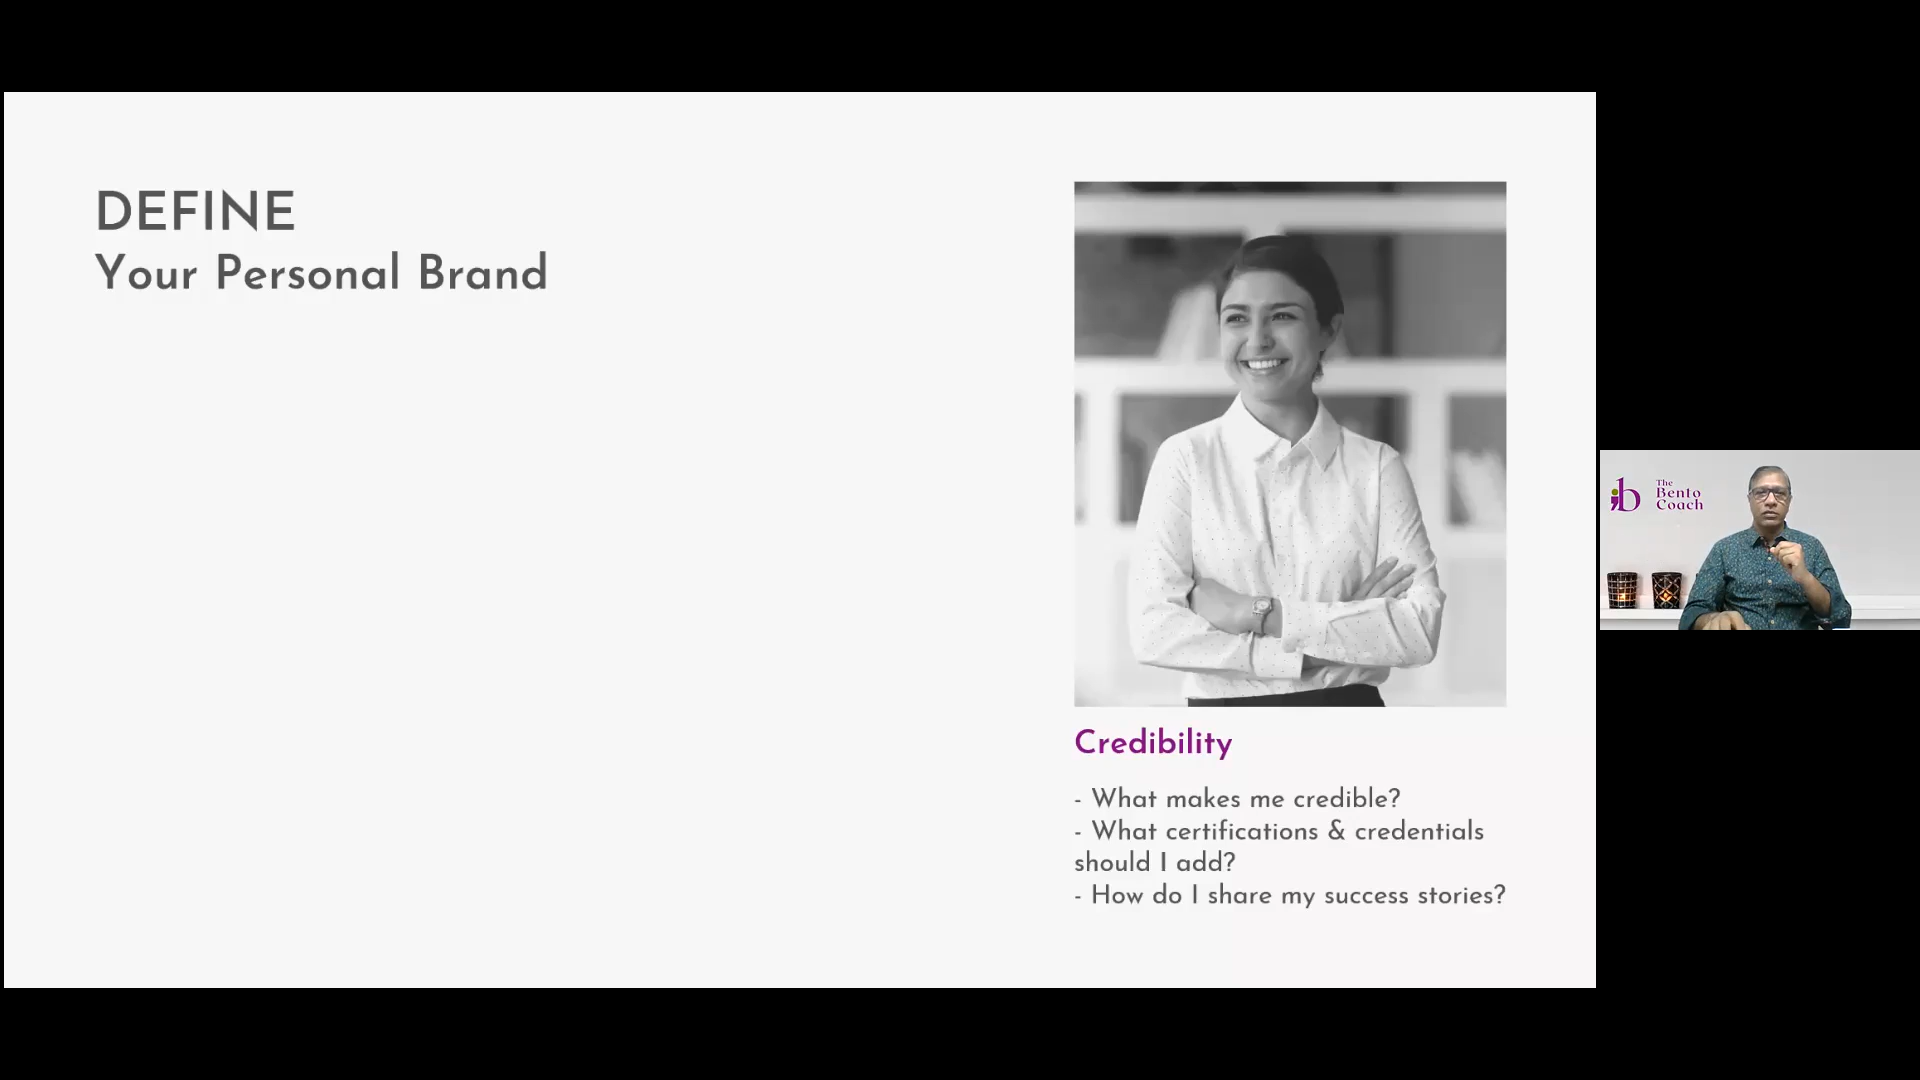 DEFINE
Your Personal Brand
Credibility
- What makes me credible?
- What certifications & credentials
should I add?
- How do I share my success stories?
The
Bento
Coach